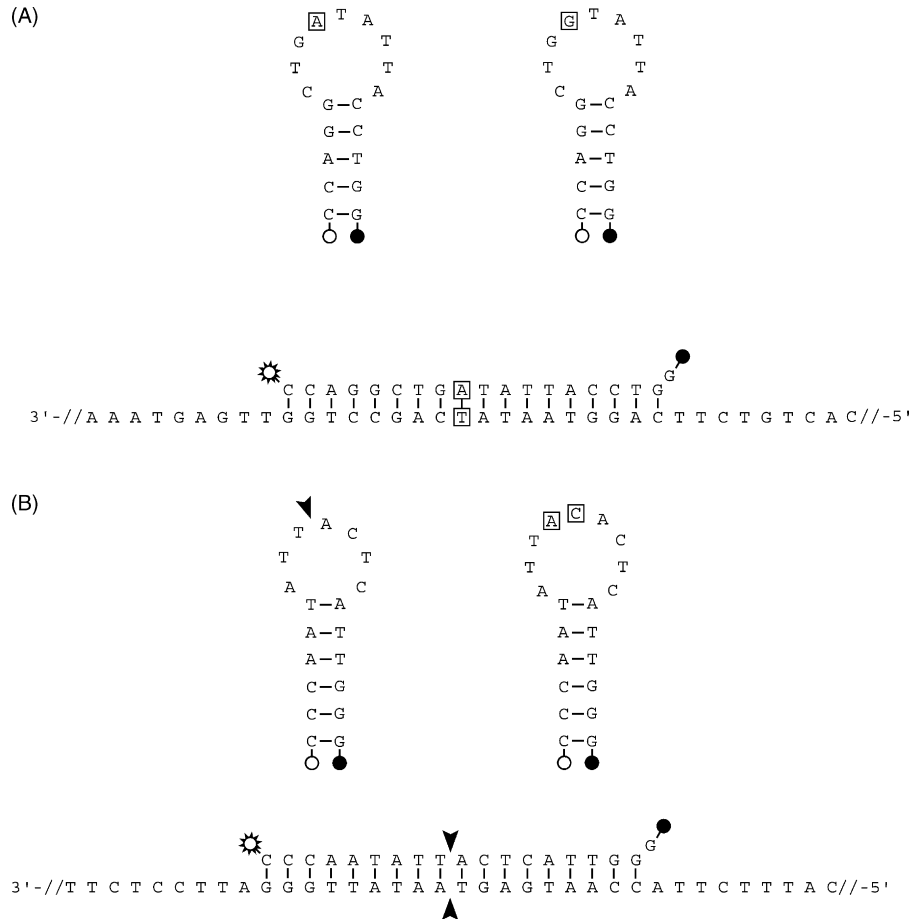 (A)
A T A
G T
T T
C A
G–C
G–C
A–T
C–G
C–G
G T A
G T
T T
C A
G–C
G–C
A–T
C–G
C–G
G
C C A G G C T G A T A T T A C C T G
3'-//A A A T G A G T T G G T C C G A C T A T A A T G G A C T T C T G T C A C//-5'
(B)
T A C
T T
A C
T–A
A–T
A–T
C–G
C–G
C–G
A C A
T C
T T
A C
T–A
A–T
A–T
C–G
C–G
C–G
G
C C C A A T A T T A C T C A T T G G
3'-//T T C T C C T T A G G G T T A T A A T G A G T A A C C A T T C T T T A C//-5'